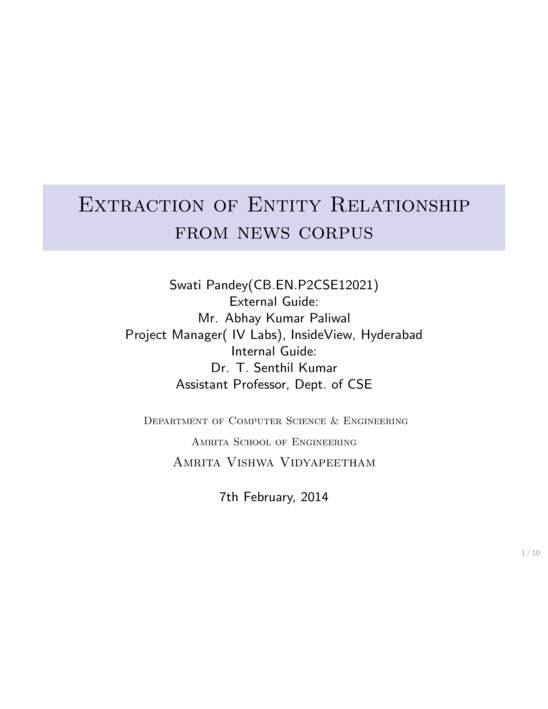 Extraction of Entity Relationship
from news corpus
Swati Pandey(CB.EN.P2CSE12021)
External Guide:
Mr. Abhay Kumar Paliwal
Project Manager( IV Labs), InsideView, Hyderabad
Internal Guide:
Dr. T. Senthil Kumar
Assistant Professor, Dept. of CSE
Department of Computer Science & Engineering
Amrita School of Engineering
Amrita Vishwa Vidyapeetham
7th February, 2014
1 / 10